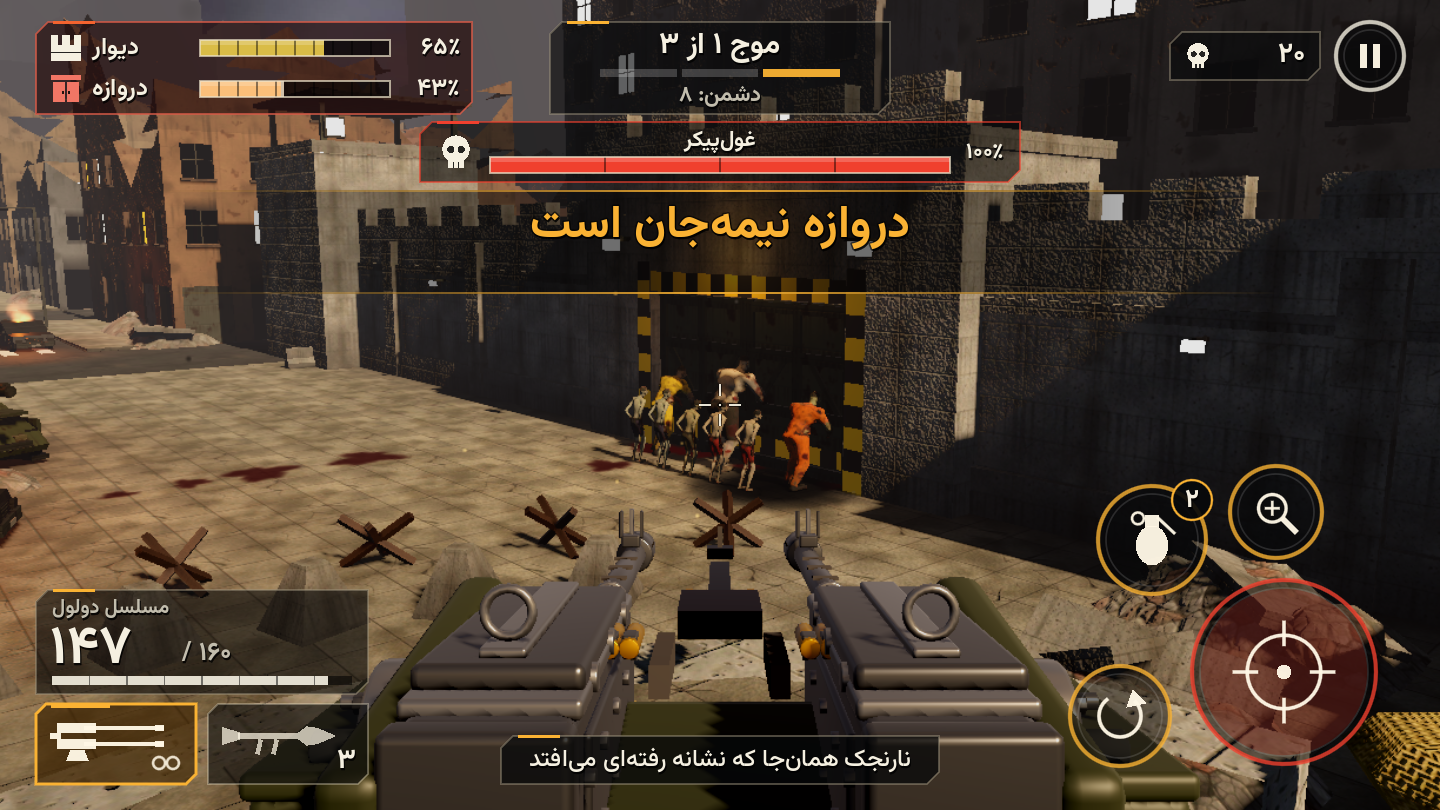 دیوار ۶۵٪
دروازه ۴۳٪
موج ۱ از ۳
دشمن: ۸
۲۰
غول‌پیکر ۱۰۰٪
دروازه نیمه‌جان است
۲
مسلسل دولول
۱۴۷ / ۱۶۰
∞
۳
نارنجک همان‌جا که نشانه رفته‌ای می‌افتد